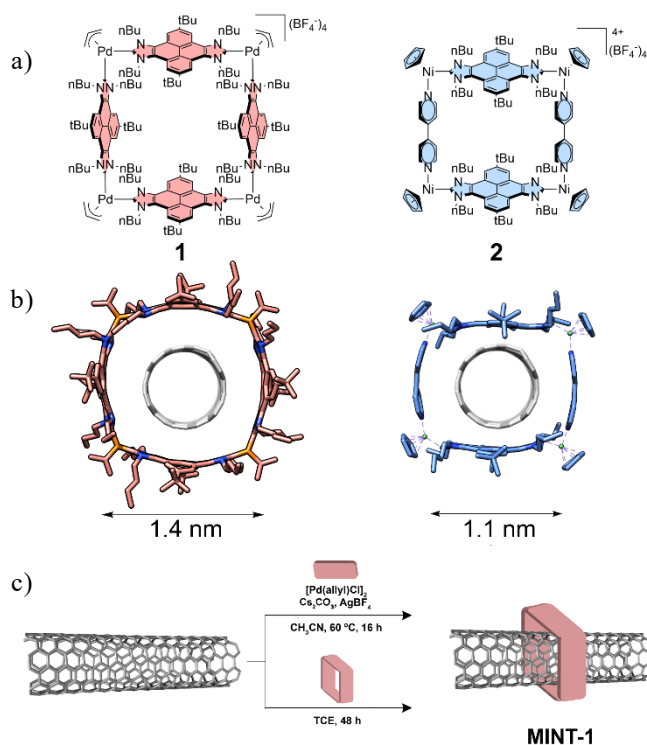 a)
tBu
(BF₄⁻)₄
Pd
N
N
Pd
N
N
nBu
nBu
nBu
tBu
nBu
nBu
nBu
N
N
N
N
tBu
tBu
tBu
tBu
N
N
N
N
nBu
nBu
nBu
nBu
nBu
tBu
nBu
Pd
N
N
Pd
N
N
nBu
tBu
nBu
1
4+
(BF₄⁻)₄
nBu
tBu
nBu
Ni
N
N
Ni
N
N
nBu
tBu
nBu
N
N
N
N
nBu
tBu
nBu
Ni
N
N
Ni
N
N
nBu
tBu
nBu
2
b)
1.4 nm
1.1 nm
c)
[Pd(allyl)Cl]₂
Cs₂CO₃, AgBF₄
CH₃CN, 60 ºC, 16 h
TCE, 48 h
MINT-1